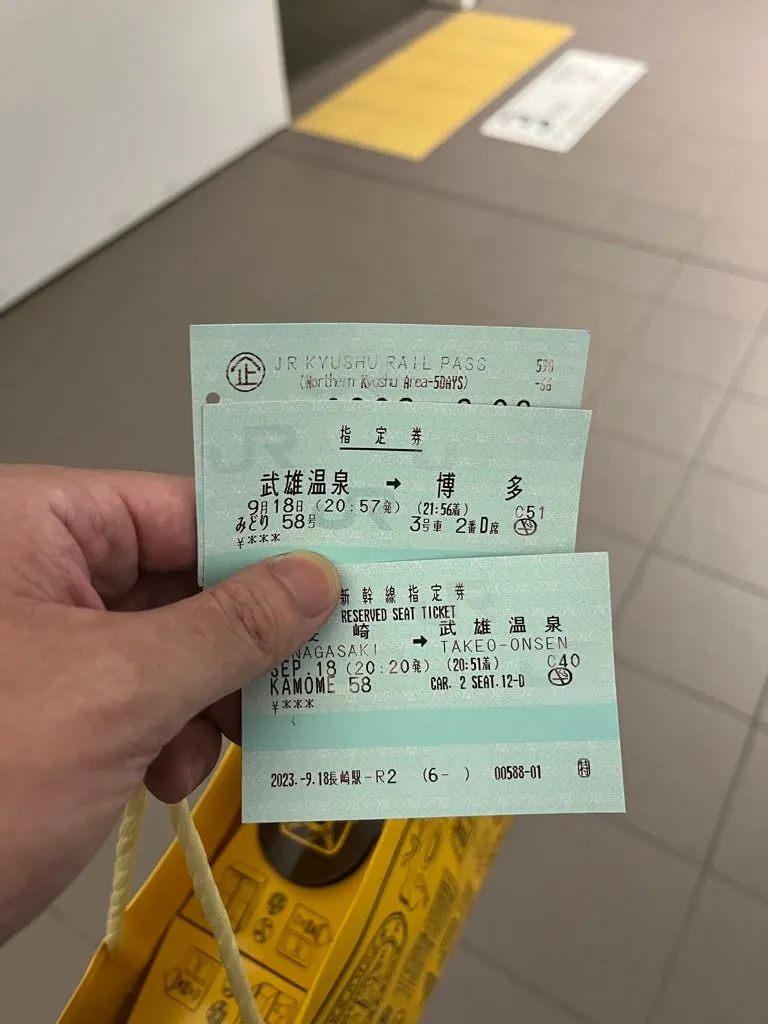 企 JR KYUSHU RAIL PASS 590
(Northern Kyushu Area-5DAYS) -66
指定券
武雄温泉 → 博多
9月18日 (20:57発) (21:56着) C51
みどり 58号 3号車 2番D席
¥***
新幹線指定券
RESERVED SEAT TICKET
崎 → 武雄温泉
NAGASAKI TAKEO-ONSEN
SEP.18 (20:20発) (20:51着) C40
KAMOME 58 CAR. 2 SEAT.12-D
¥***
2023.-9.18長崎駅-R2 (6- ) 00588-01 特